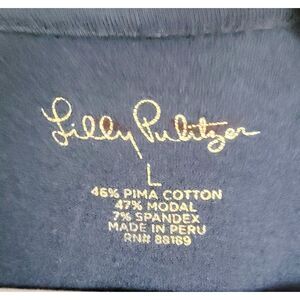 Lilly Pulitzer
L
46% PIMA COTTON
47% MODAL
7% SPANDEX
MADE IN PERU
RN# 88189